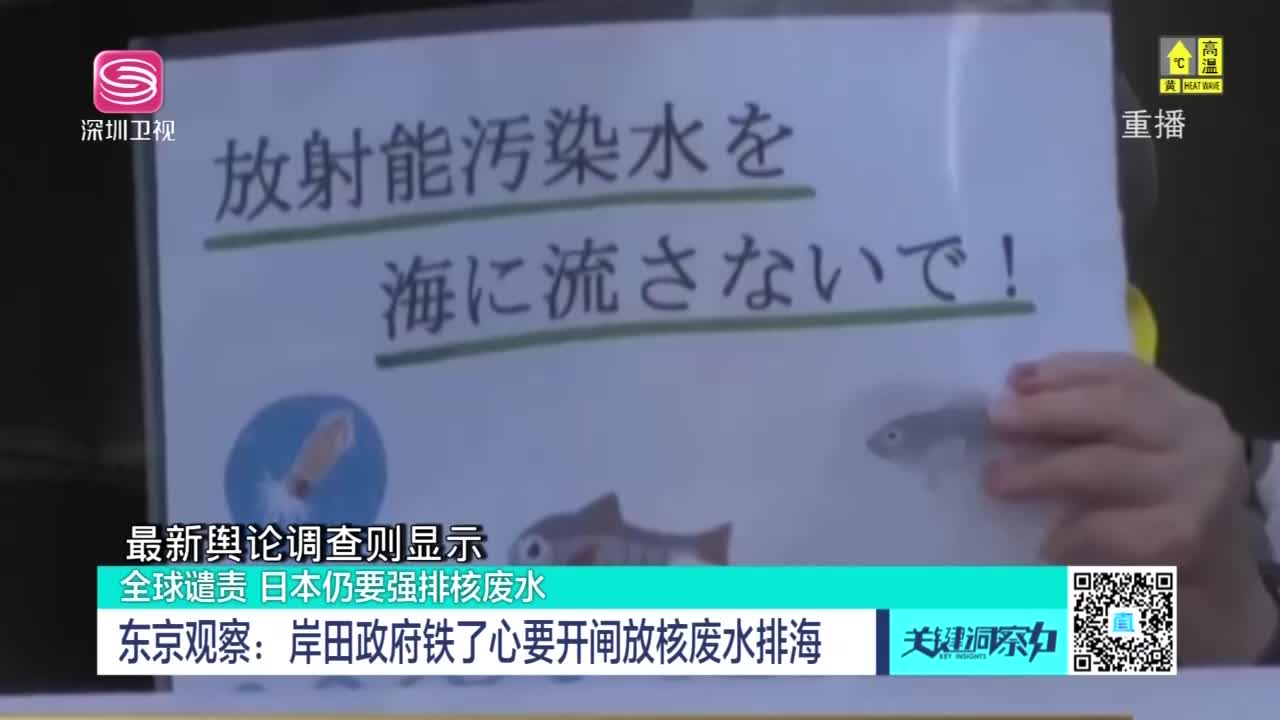 深圳卫视
高温
℃
黄 HEAT WAVE
重播
放射能汚染水を
海に流さないで!
最新舆论调查则显示
全球谴责 日本仍要强排核废水
东京观察：岸田政府铁了心要开闸放核废水排海
关键洞察力
KEY INSIGHTS
直